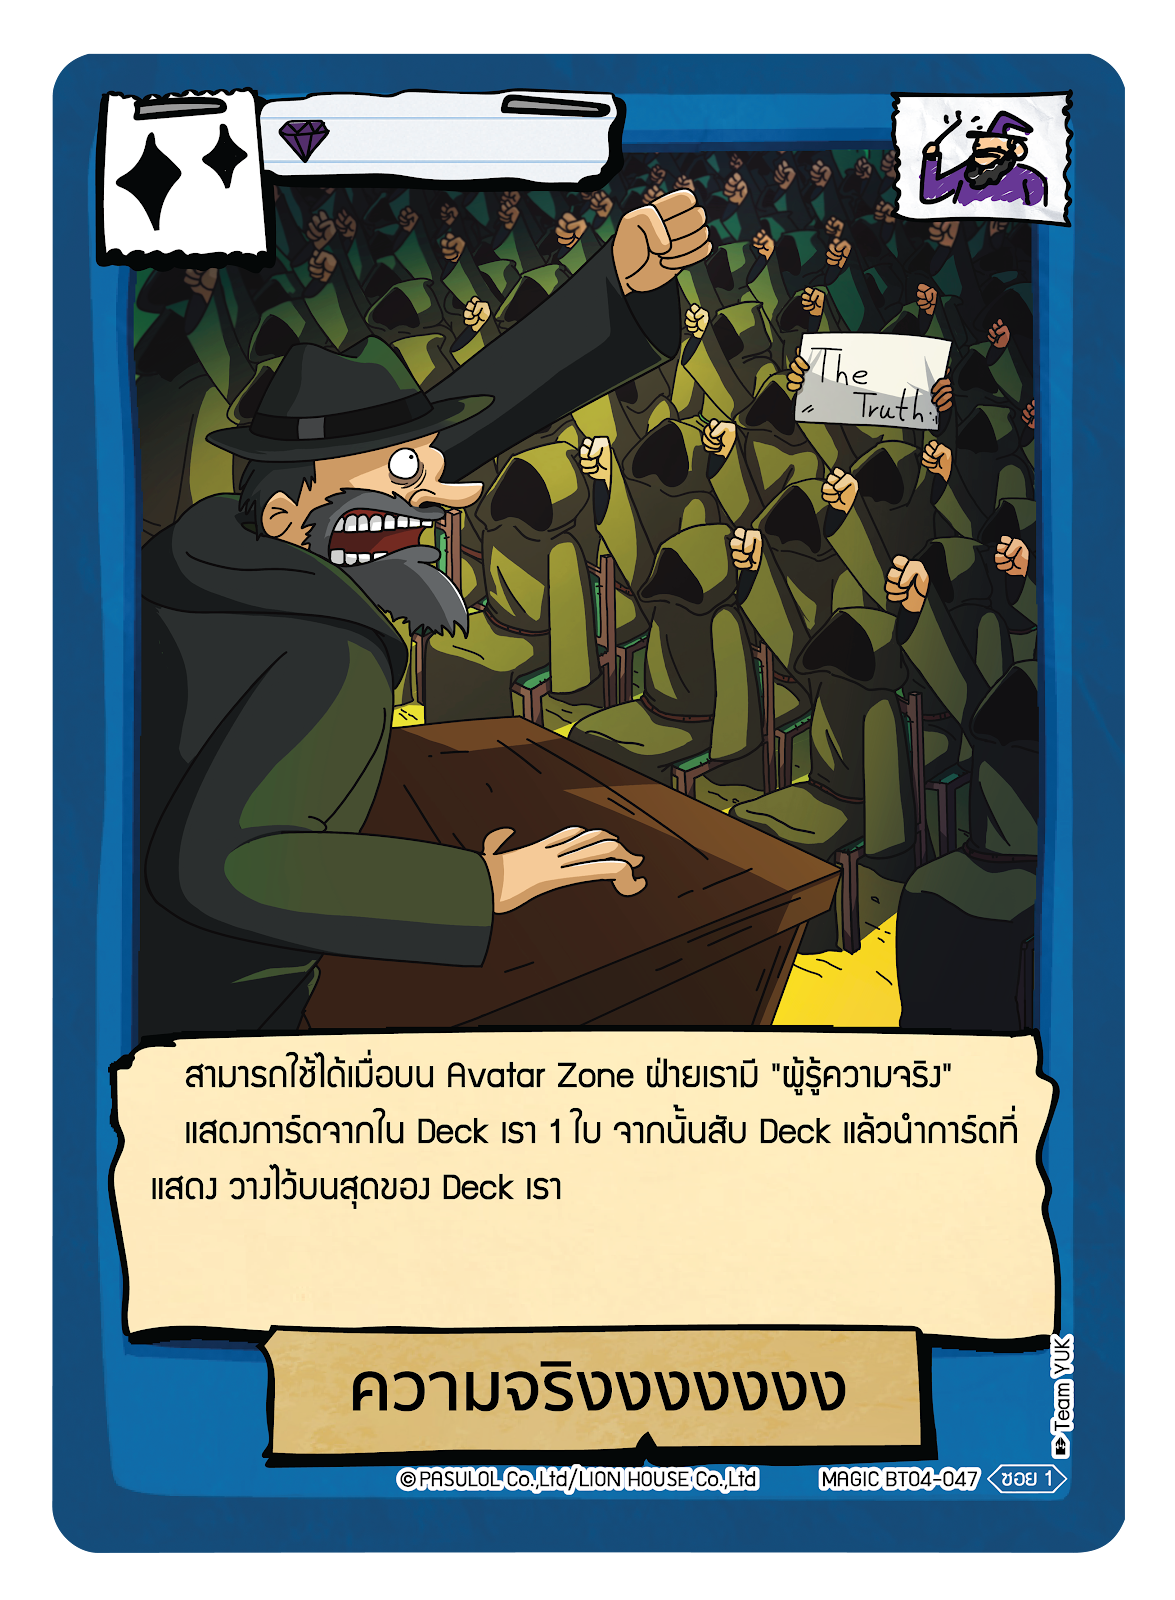 The
Truth
สามารถใช้ได้เมื่อบน Avatar Zone ฝ่ายเรามี "ผู้รู้ความจริง"
แสดงการ์ดจากใน Deck เรา 1 ใบ จากนั้นสับ Deck แล้วนำการ์ดที่
แสดง วางไว้บนสุดของ Deck เรา
ความจริงงงงงงงง
Team YUK
©PASULOL Co.,Ltd/LION HOUSE Co.,Ltd
MAGIC BT04-047 ซอย 1